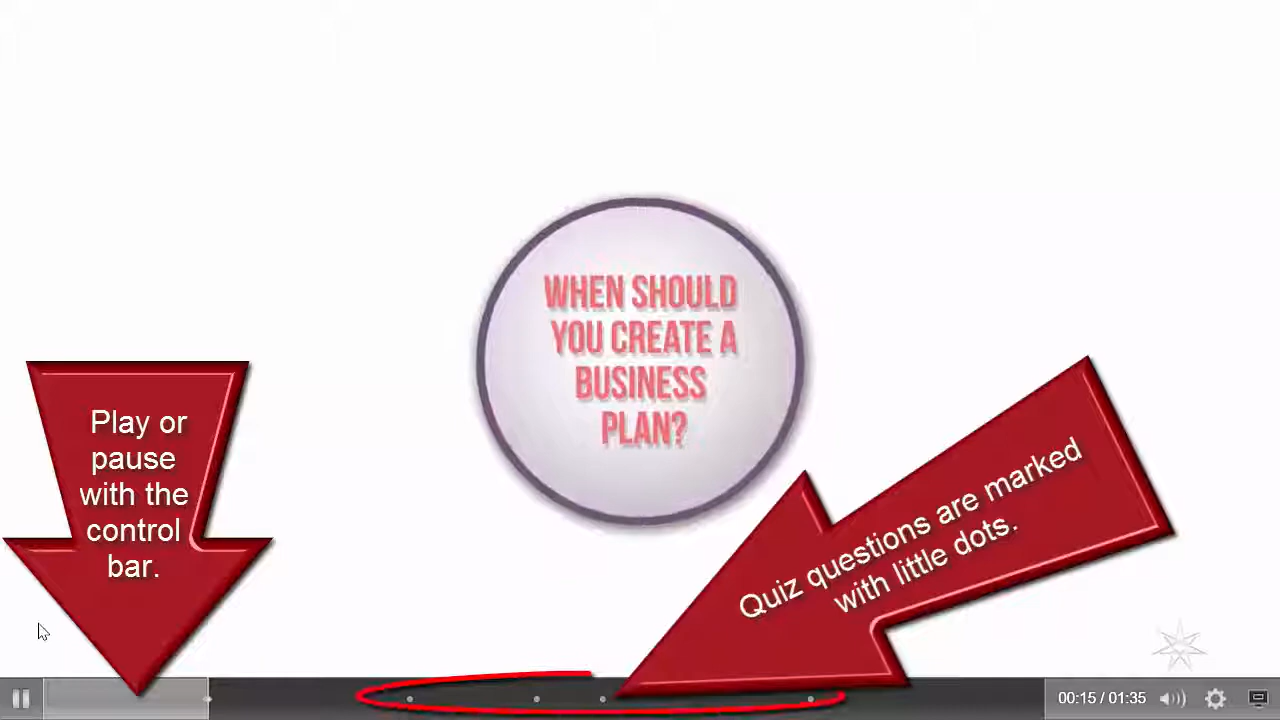 WHEN SHOULD
YOU CREATE A
BUSINESS
PLAN?
Play or
pause
with the
control
bar.
Quiz questions are marked
with little dots.
00:15 / 01:35